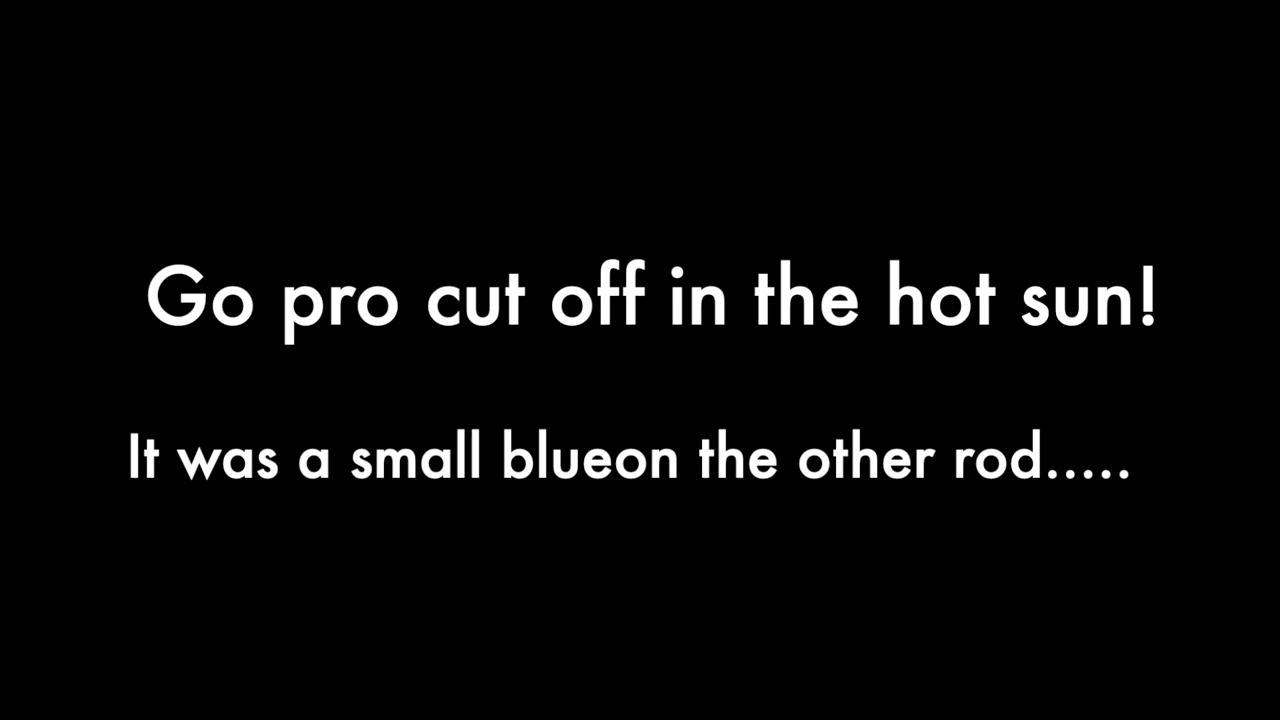 Go pro cut off in the hot sun!
It was a small blueon the other rod.....